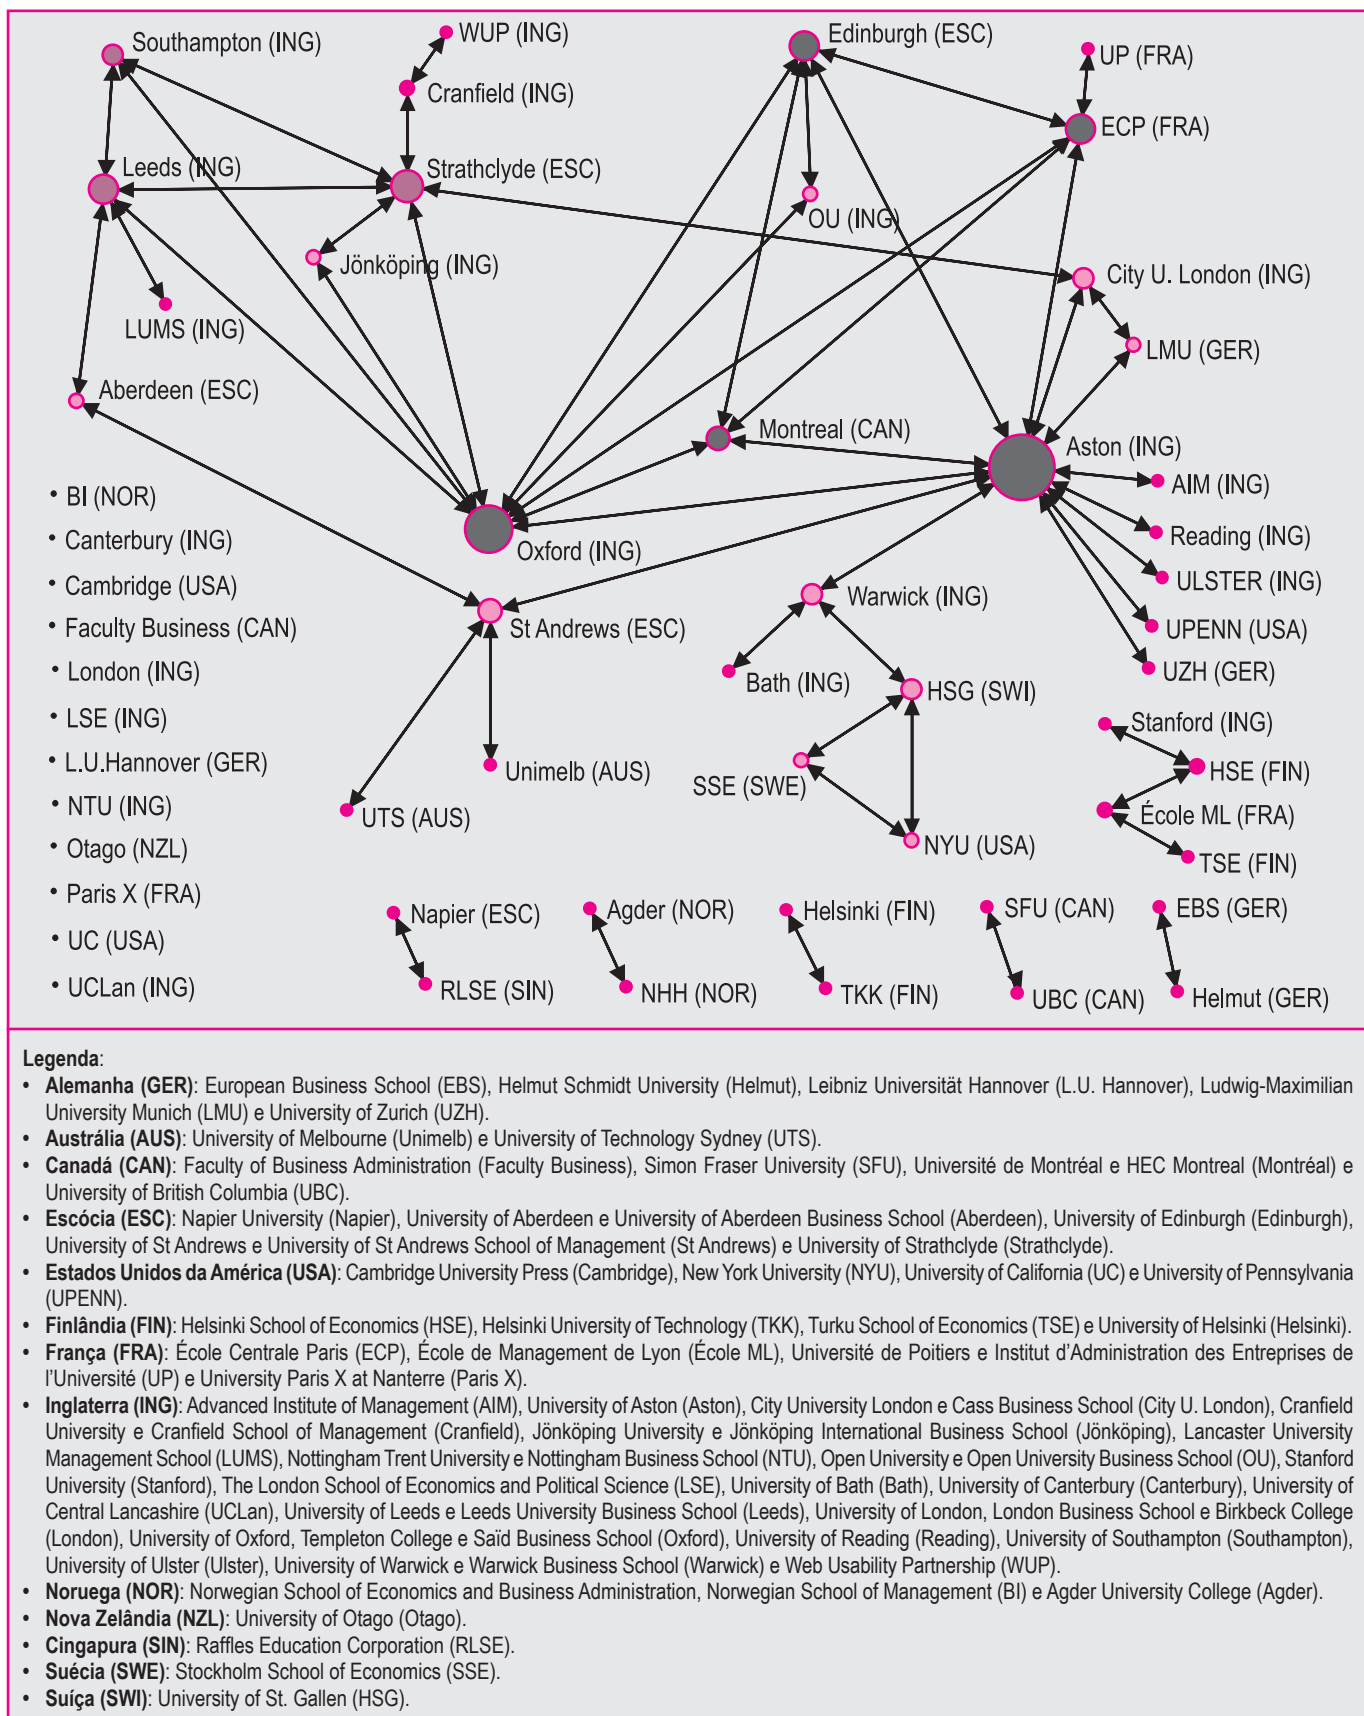 Southampton (ING)
WUP (ING)
Edinburgh (ESC)
UP (FRA)
Cranfield (ING)
ECP (FRA)
Leeds (ING)
Strathclyde (ESC)
OU (ING)
Jönköping (ING)
City U. London (ING)
LUMS (ING)
LMU (GER)
Aberdeen (ESC)
Montreal (CAN)
Aston (ING)
AIM (ING)
• BI (NOR)
• Canterbury (ING)
• Cambridge (USA)
• Faculty Business (CAN)
• London (ING)
• LSE (ING)
• L.U.Hannover (GER)
• NTU (ING)
• Otago (NZL)
• Paris X (FRA)
• UC (USA)
• UCLan (ING)
Oxford (ING)
Reading (ING)
ULSTER (ING)
St Andrews (ESC)
Warwick (ING)
UPENN (USA)
Bath (ING)
HSG (SWI)
UZH (GER)
Stanford (ING)
Unimelb (AUS)
SSE (SWE)
HSE (FIN)
UTS (AUS)
NYU (USA)
École ML (FRA)
TSE (FIN)
Napier (ESC)
Agder (NOR)
Helsinki (FIN)
SFU (CAN)
EBS (GER)
RLSE (SIN)
NHH (NOR)
TKK (FIN)
UBC (CAN)
Helmut (GER)
Legenda:
• Alemanha (GER): European Business School (EBS), Helmut Schmidt University (Helmut), Leibniz Universität Hannover (L.U. Hannover), Ludwig-Maximilian
University Munich (LMU) e University of Zurich (UZH).
• Austrália (AUS): University of Melbourne (Unimelb) e University of Technology Sydney (UTS).
• Canadá (CAN): Faculty of Business Administration (Faculty Business), Simon Fraser University (SFU), Université de Montréal e HEC Montreal (Montréal) e
University of British Columbia (UBC).
• Escócia (ESC): Napier University (Napier), University of Aberdeen e University of Aberdeen Business School (Aberdeen), University of Edinburgh (Edinburgh),
University of St Andrews e University of St Andrews School of Management (St Andrews) e University of Strathclyde (Strathclyde).
• Estados Unidos da América (USA): Cambridge University Press (Cambridge), New York University (NYU), University of California (UC) e University of Pennsylvania
(UPENN).
• Finlândia (FIN): Helsinki School of Economics (HSE), Helsinki University of Technology (TKK), Turku School of Economics (TSE) e University of Helsinki (Helsinki).
• França (FRA): École Centrale Paris (ECP), École de Management de Lyon (École ML), Université de Poitiers e Institut d'Administration des Entreprises de
l'Université (UP) e University Paris X at Nanterre (Paris X).
• Inglaterra (ING): Advanced Institute of Management (AIM), University of Aston (Aston), City University London e Cass Business School (City U. London), Cranfield
University e Cranfield School of Management (Cranfield), Jönköping University e Jönköping International Business School (Jönköping), Lancaster University
Management School (LUMS), Nottingham Trent University e Nottingham Business School (NTU), Open University e Open University Business School (OU), Stanford
University (Stanford), The London School of Economics and Political Science (LSE), University of Bath (Bath), University of Canterbury (Canterbury), University of
Central Lancashire (UCLan), University of Leeds e Leeds University Business School (Leeds), University of London, London Business School e Birkbeck College
(London), University of Oxford, Templeton College e Saïd Business School (Oxford), University of Reading (Reading), University of Southampton (Southampton),
University of Ulster (Ulster), University of Warwick e Warwick Business School (Warwick) e Web Usability Partnership (WUP).
• Noruega (NOR): Norwegian School of Economics and Business Administration, Norwegian School of Management (BI) e Agder University College (Agder).
• Nova Zelândia (NZL): University of Otago (Otago).
• Cingapura (SIN): Raffles Education Corporation (RLSE).
• Suécia (SWE): Stockholm School of Economics (SSE).
• Suíça (SWI): University of St. Gallen (HSG).